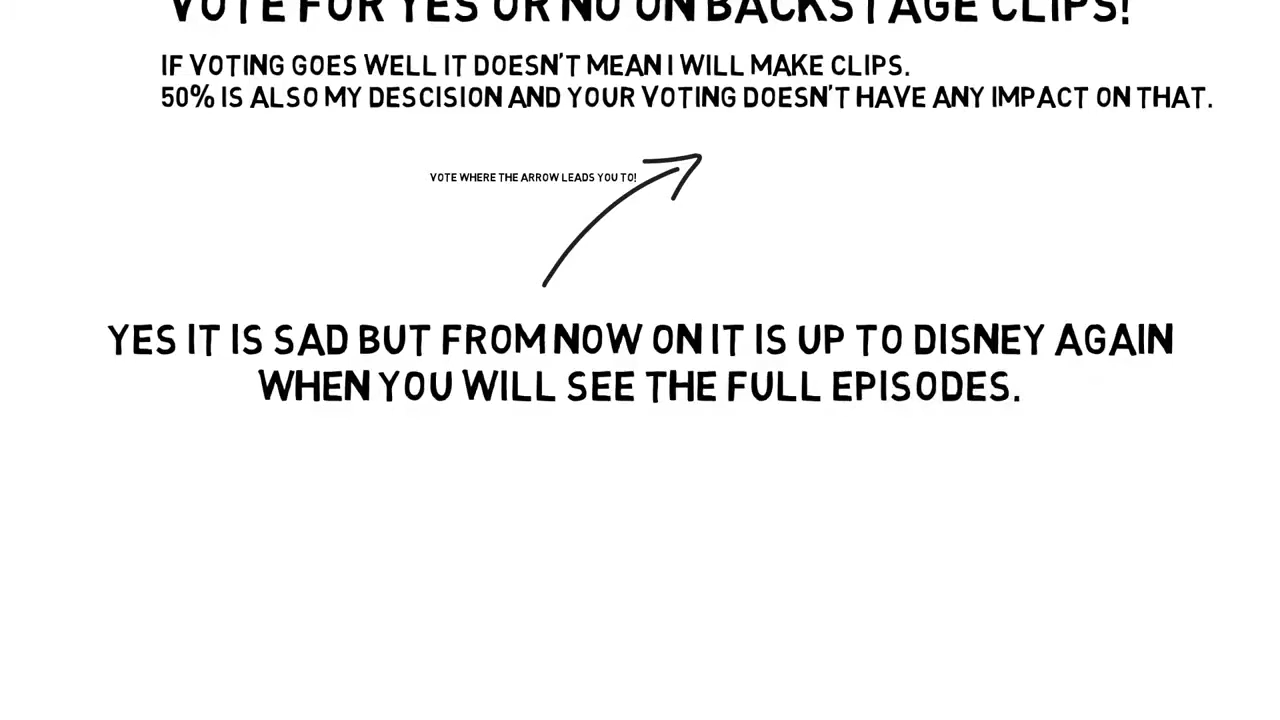 VOTE FOR YES OR NO ON BACKSTAGE CLIPS!
IF VOTING GOES WELL IT DOESN'T MEAN I WILL MAKE CLIPS.
50% IS ALSO MY DESCISION AND YOUR VOTING DOESN'T HAVE ANY IMPACT ON THAT.
VOTE WHERE THE ARROW LEADS YOU TO!
YES IT IS SAD BUT FROM NOW ON IT IS UP TO DISNEY AGAIN
WHEN YOU WILL SEE THE FULL EPISODES.